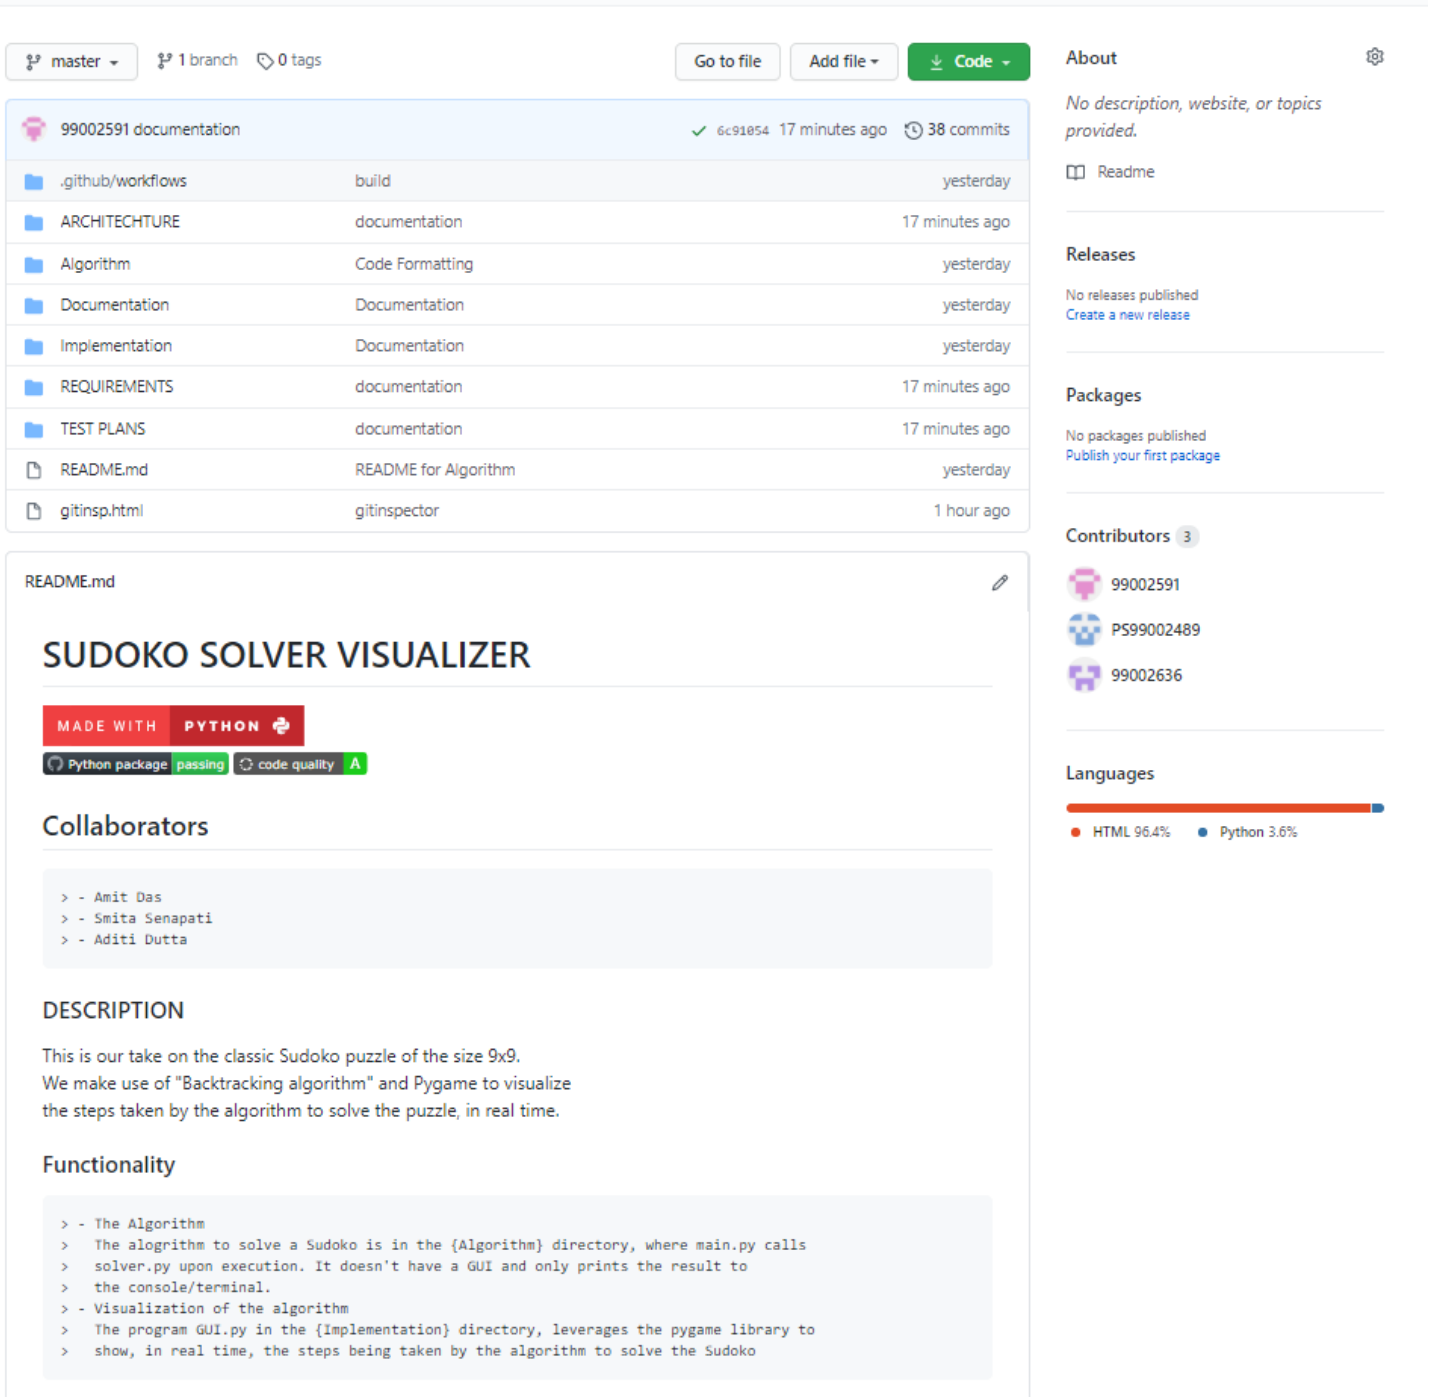 master
1 branch
0 tags
Go to file
Add file
Code
99002591 documentation
6c91054 17 minutes ago
38 commits
.github/workflows build yesterday
ARCHITECHTURE documentation 17 minutes ago
Algorithm Code Formatting yesterday
Documentation Documentation yesterday
Implementation Documentation yesterday
REQUIREMENTS documentation 17 minutes ago
TEST PLANS documentation 17 minutes ago
README.md README for Algorithm yesterday
gitinsp.html gitinspector 1 hour ago
README.md
SUDOKO SOLVER VISUALIZER
MADE WITH PYTHON
Python package passing code quality A
Collaborators
> - Amit Das
> - Smita Senapati
> - Aditi Dutta
DESCRIPTION
This is our take on the classic Sudoko puzzle of the size 9x9.
We make use of "Backtracking algorithm" and Pygame to visualize
the steps taken by the algorithm to solve the puzzle, in real time.
Functionality
> - The Algorithm
>   The alogrithm to solve a Sudoko is in the {Algorithm} directory, where main.py calls
>   solver.py upon execution. It doesn't have a GUI and only prints the result to
>   the console/terminal.
> - Visualization of the algorithm
>   The program GUI.py in the {Implementation} directory, leverages the pygame library to
>   show, in real time, the steps being taken by the algorithm to solve the Sudoko
About
No description, website, or topics
provided.
Readme
Releases
No releases published
Create a new release
Packages
No packages published
Publish your first package
Contributors 3
99002591
PS99002489
99002636
Languages
HTML 96.4% Python 3.6%